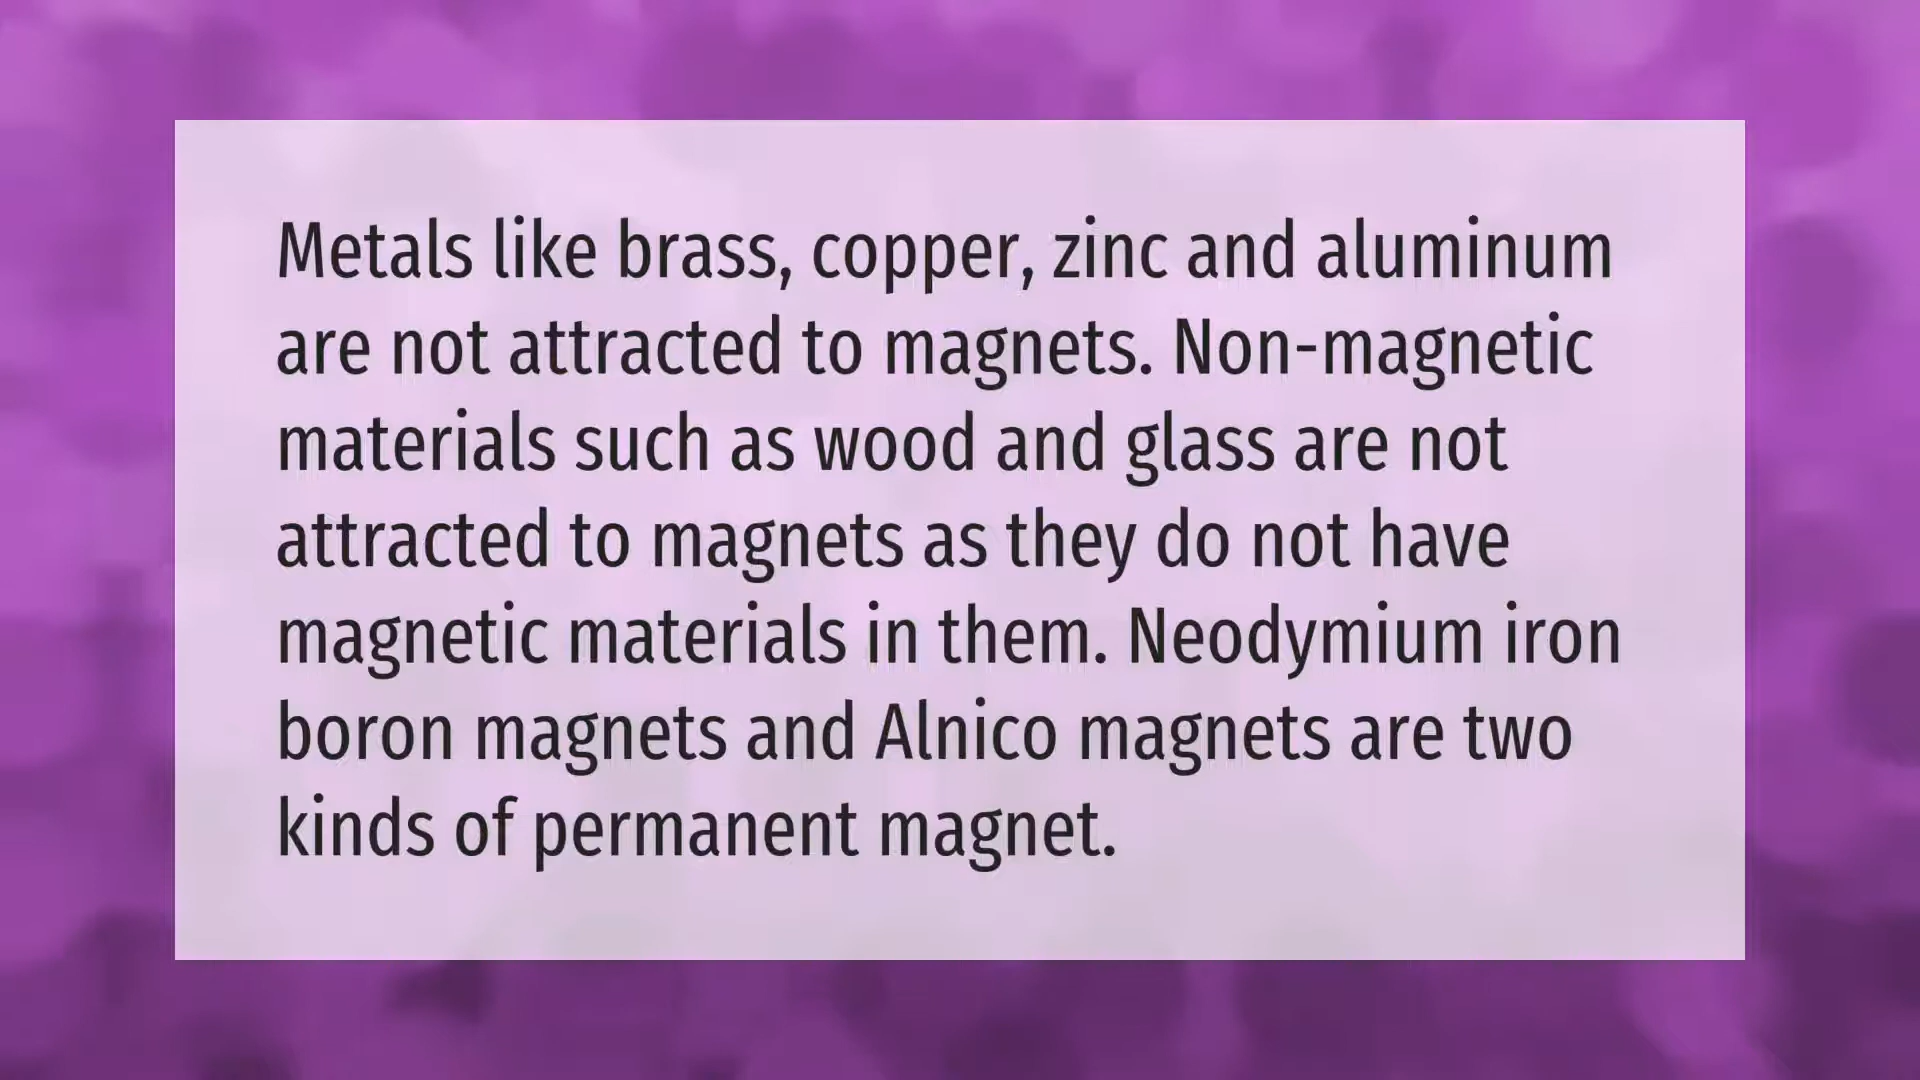 Metals like brass, copper, zinc and aluminum
are not attracted to magnets. Non-magnetic
materials such as wood and glass are not
attracted to magnets as they do not have
magnetic materials in them. Neodymium iron
boron magnets and Alnico magnets are two
kinds of permanent magnet.